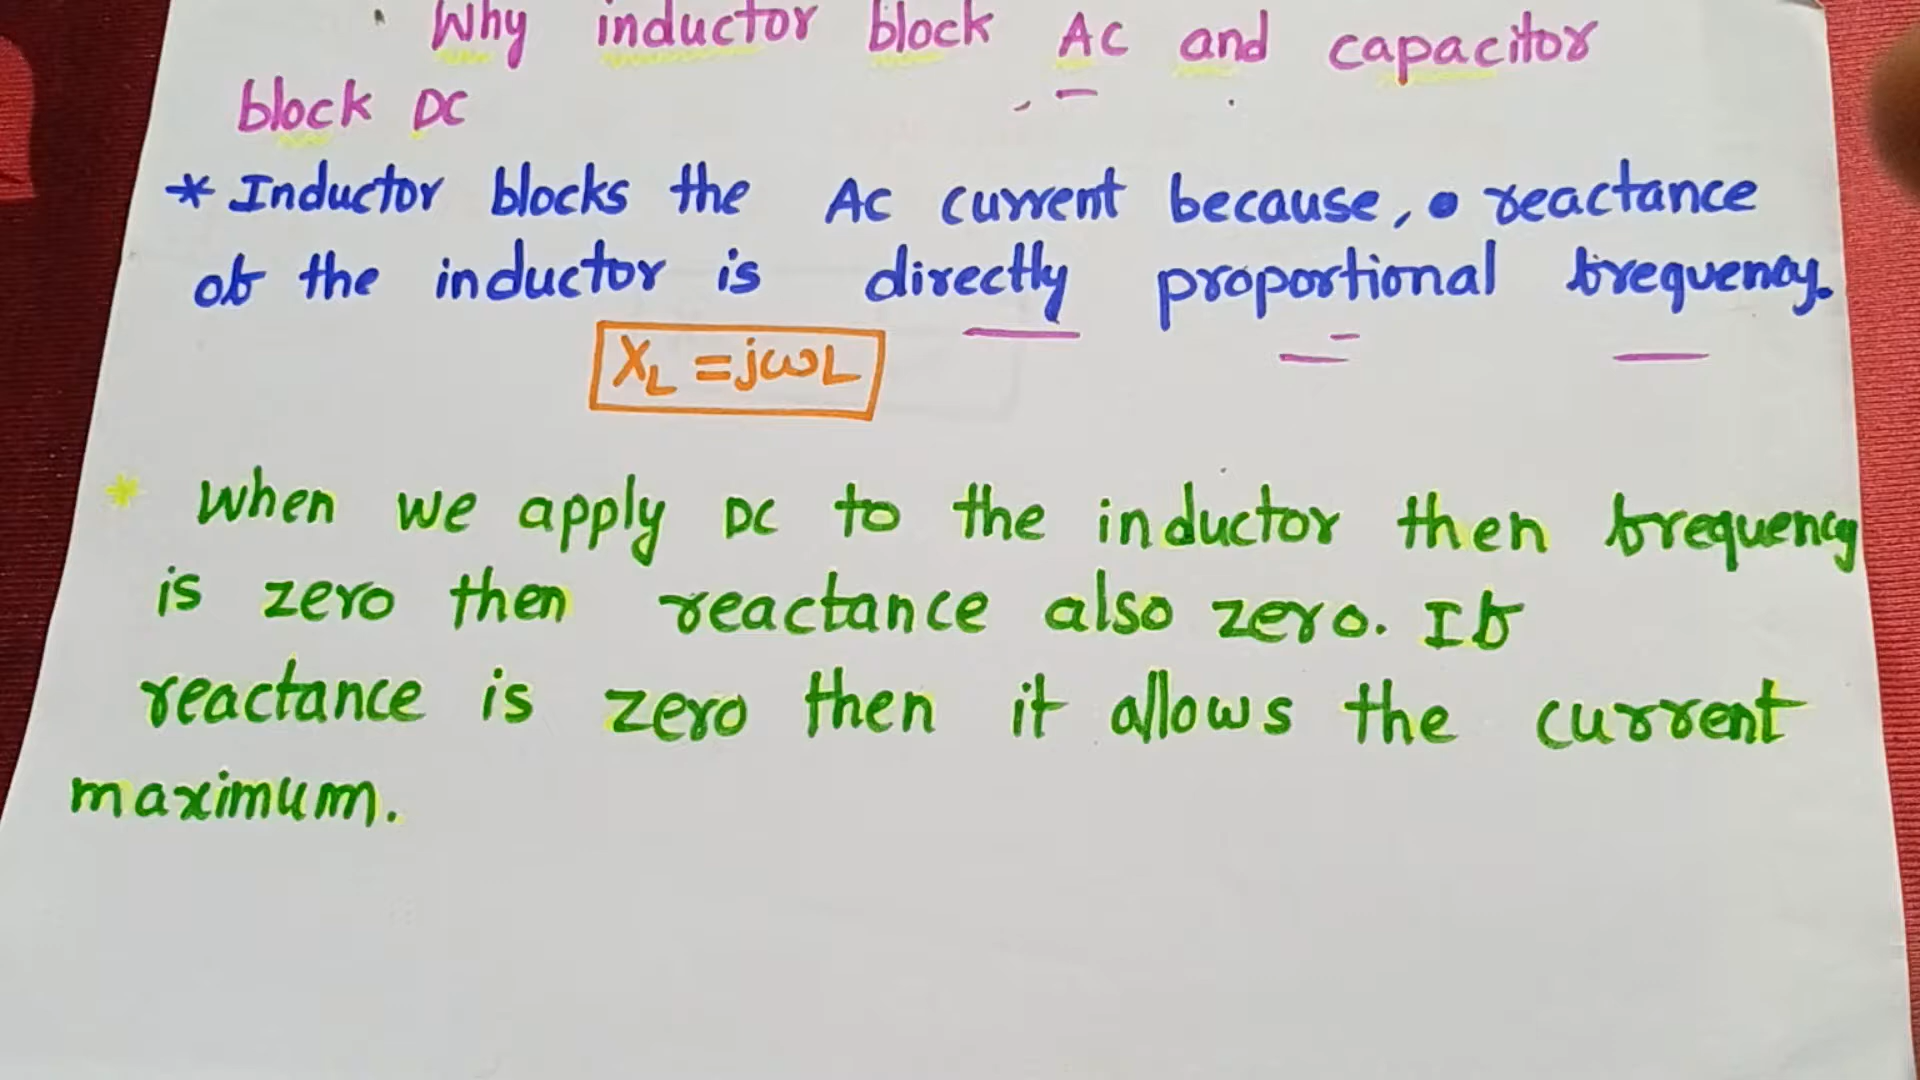 Why inductor block AC and capacitor
block DC
* Inductor blocks the AC current because, reactance
of the inductor is directly proportional frequency.
XL = jωL
* When we apply DC to the inductor then frequency
is zero then reactance also zero. If
reactance is zero then it allows the current
maximum.